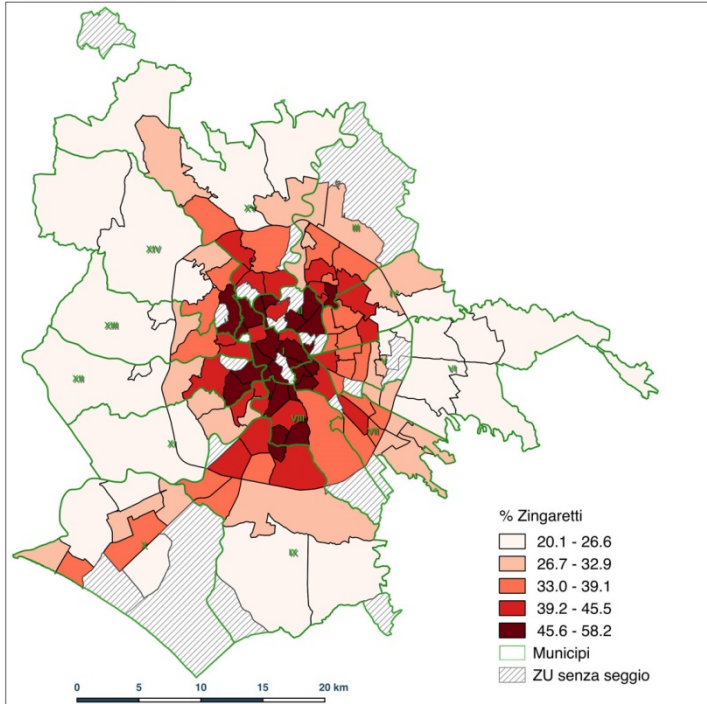 XV
III
XIV
IV
XIII
VI
XII
VII
VIII
XI
X
IX
% Zingaretti
20.1 - 26.6
26.7 - 32.9
33.0 - 39.1
39.2 - 45.5
45.6 - 58.2
Municipi
ZU senza seggio
0 5 10 15 20 km